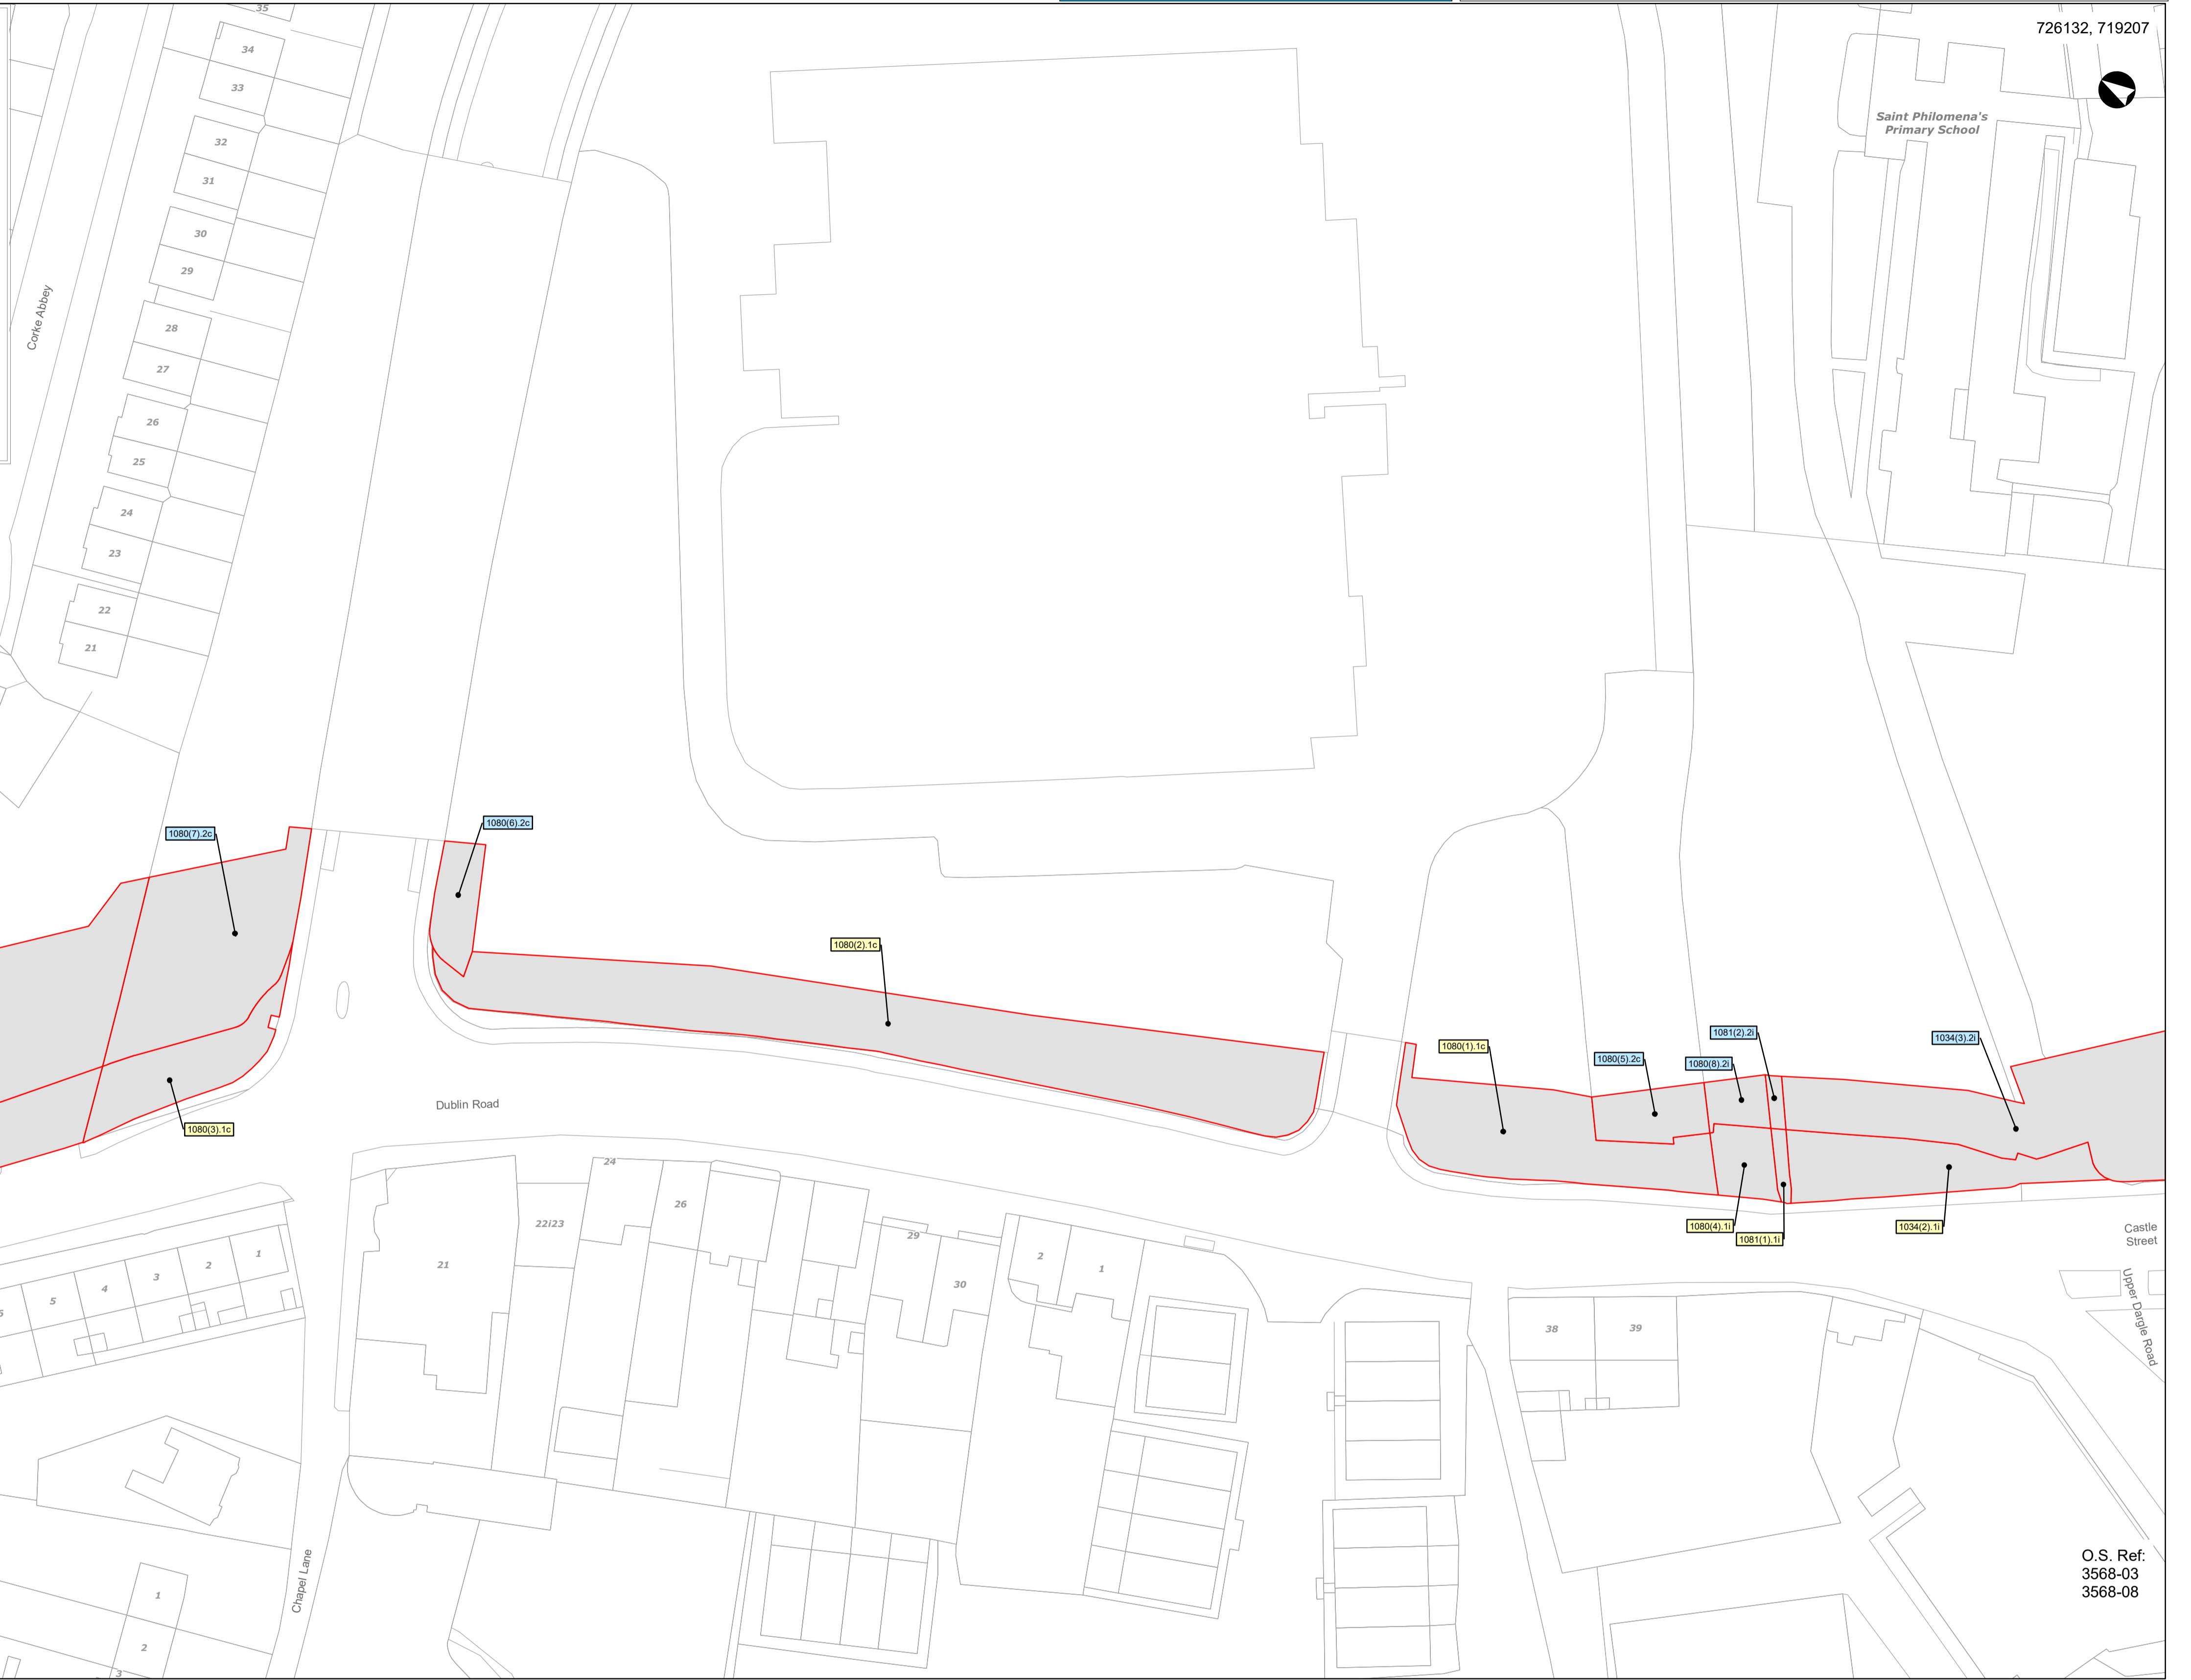 726132, 719207
Saint Philomena's
Primary School
35
34
33
32
31
30
29
28
27
26
25
24
23
22
21
Corke Abbey
1080(7).2c
1080(6).2c
1080(2).1c
1080(1).1c
1080(5).2c
1080(8).2i
1081(2).2i
1034(3).2i
1080(3).1c
Dublin Road
1080(4).1i
1081(1).1i
1034(2).1i
Castle
Street
Upper Dargle Road
24
26
22i23
21
29
30
2
1
38
39
5
4
3
2
1
Chapel Lane
1
2
3
O.S. Ref:
3568-03
3568-08